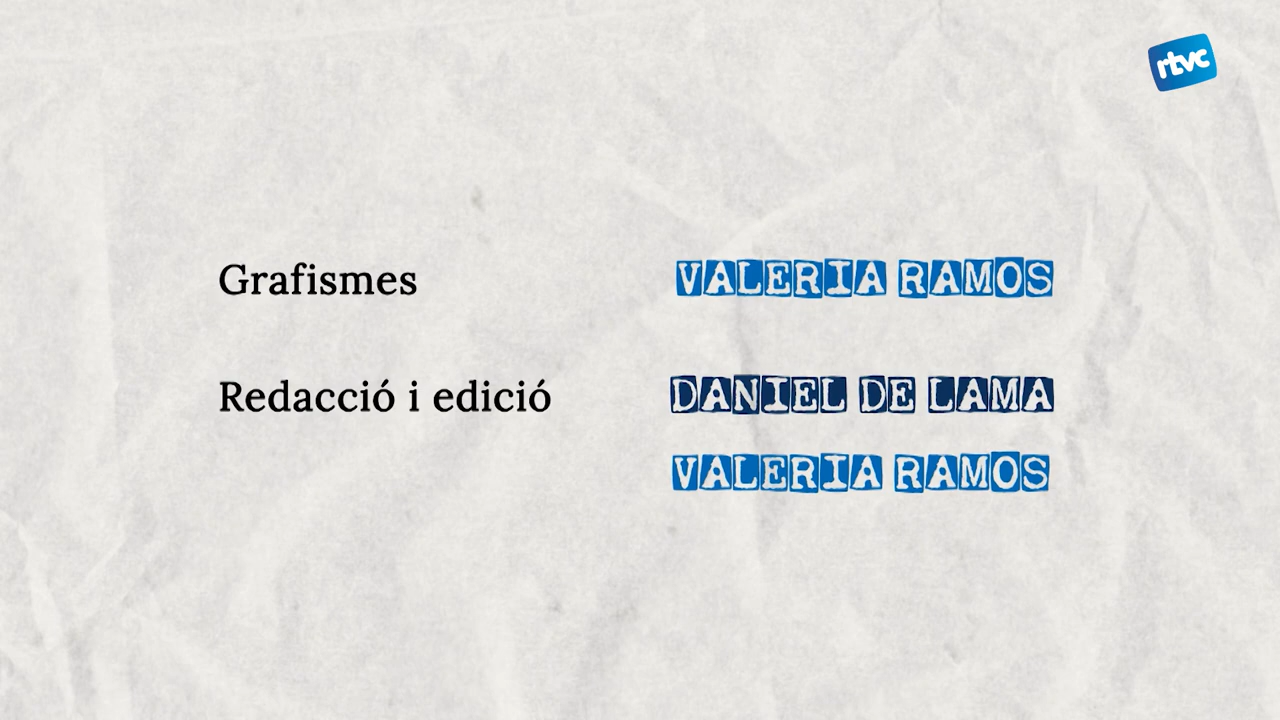 rtvc
Grafismes VALERIA RAMOS
Redacció i edició DANIEL DE LAMA
VALERIA RAMOS